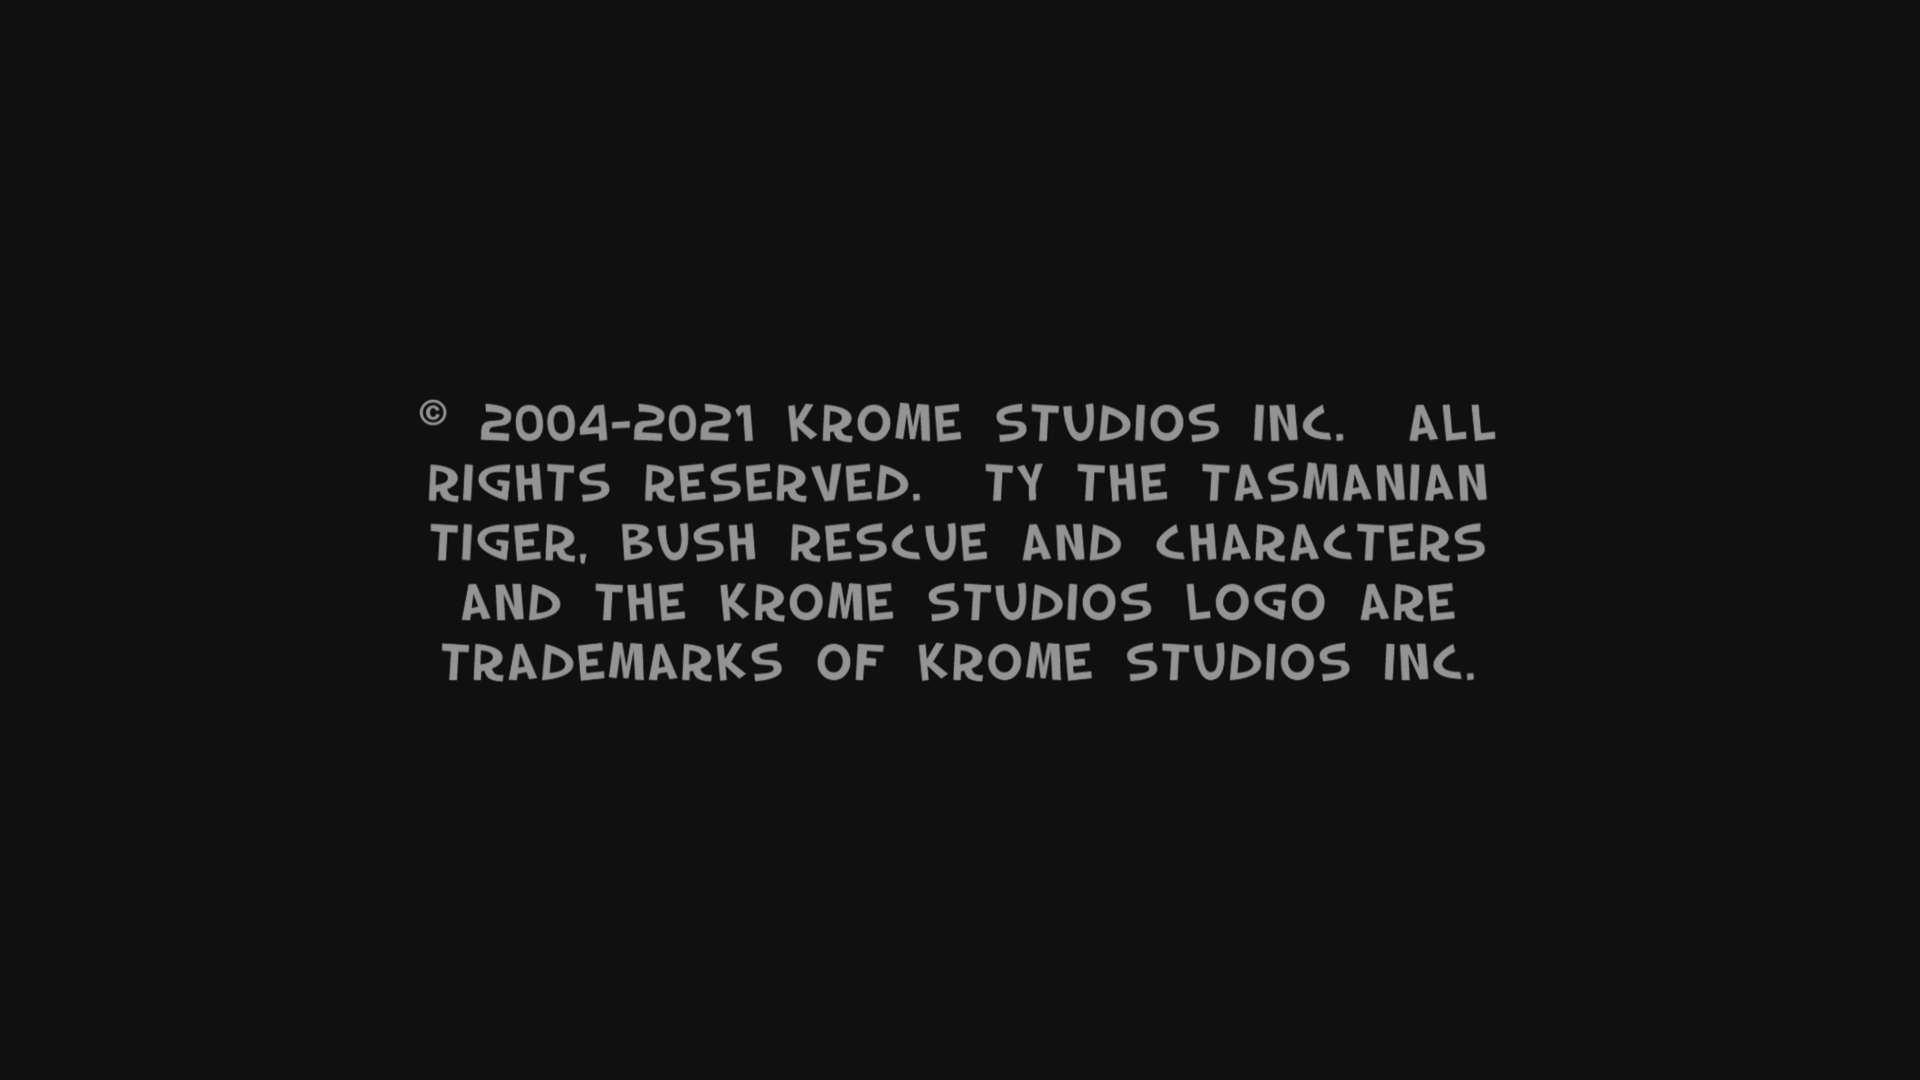 © 2004-2021 KROME STUDIOS INC. ALL
RIGHTS RESERVED. TY THE TASMANIAN
TIGER, BUSH RESCUE AND CHARACTERS
AND THE KROME STUDIOS LOGO ARE
TRADEMARKS OF KROME STUDIOS INC.